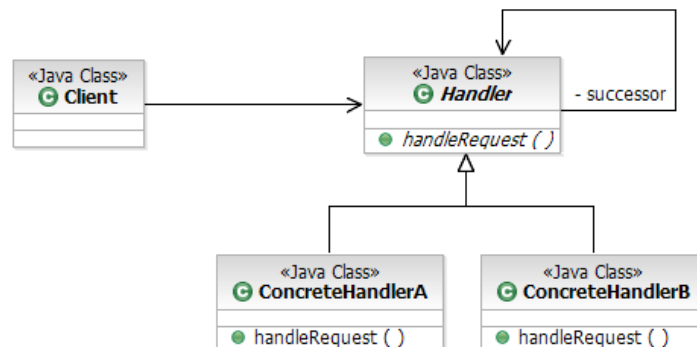 «Java Class»
Client
«Java Class»
Handler
handleRequest ( )
- successor
«Java Class»
ConcreteHandlerA
handleRequest ( )
«Java Class»
ConcreteHandlerB
handleRequest ( )